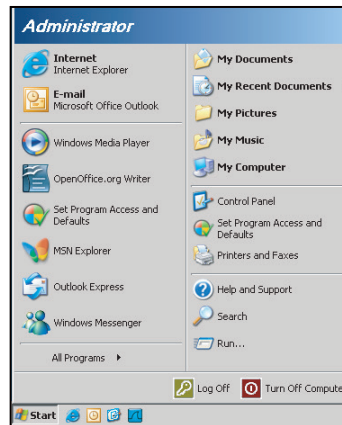 Administrator
Internet
Internet Explorer
E-mail
Microsoft Office Outlook
Windows Media Player
OpenOffice.org Writer
Set Program Access and
Defaults
MSN Explorer
Outlook Express
Windows Messenger
All Programs
My Documents
My Recent Documents
My Pictures
My Music
My Computer
Control Panel
Set Program Access and
Defaults
Printers and Faxes
Help and Support
Search
Run...
Log Off
Turn Off Compute
Start